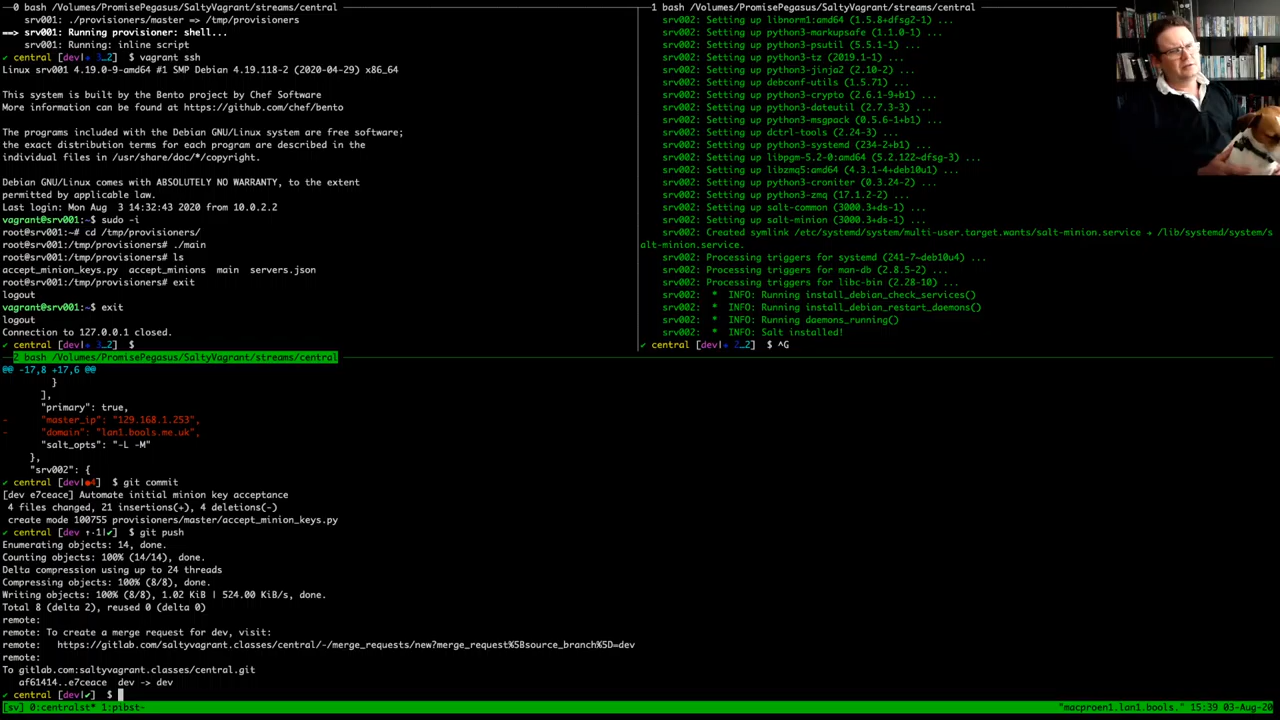 0 bash /Volumes/PromisePegasus/SaltyVagrant/streams/central
    srv001: ./provisioners/master => /tmp/provisioners
==> srv001: Running provisioner: shell...
    srv001: Running: inline script
✔ central [dev|✚ 3…2]  $ vagrant ssh
Linux srv001 4.19.0-9-amd64 #1 SMP Debian 4.19.118-2 (2020-04-29) x86_64
This system is built by the Bento project by Chef Software
More information can be found at https://github.com/chef/bento
The programs included with the Debian GNU/Linux system are free software;
the exact distribution terms for each program are described in the
individual files in /usr/share/doc/*/copyright.
Debian GNU/Linux comes with ABSOLUTELY NO WARRANTY, to the extent
permitted by applicable law.
Last login: Mon Aug  3 14:32:43 2020 from 10.0.2.2
vagrant@srv001:~$ sudo -i
root@srv001:~# cd /tmp/provisioners/
root@srv001:/tmp/provisioners# ./main
root@srv001:/tmp/provisioners# ls
accept_minion_keys.py  accept_minions  main  servers.json
root@srv001:/tmp/provisioners# exit
logout
vagrant@srv001:~$ exit
logout
Connection to 127.0.0.1 closed.
✔ central [dev|✚ 3…2]  $
1 bash /Volumes/PromisePegasus/SaltyVagrant/streams/central
    srv002: Setting up libnorm1:amd64 (1.5.8+dfsg2-1) ...
    srv002: Setting up python3-markupsafe (1.1.0-1) ...
    srv002: Setting up python3-psutil (5.5.1-1) ...
    srv002: Setting up python3-tz (2019.1-1) ...
    srv002: Setting up python3-jinja2 (2.10-2) ...
    srv002: Setting up debconf-utils (1.5.71) ...
    srv002: Setting up python3-crypto (2.6.1-9+b1) ...
    srv002: Setting up python3-dateutil (2.7.3-3) ...
    srv002: Setting up python3-msgpack (0.5.6-1+b1) ...
    srv002: Setting up dctrl-tools (2.24-3) ...
    srv002: Setting up python3-systemd (234-2+b1) ...
    srv002: Setting up libpgm-5.2-0:amd64 (5.2.122~dfsg-3) ...
    srv002: Setting up libzmq5:amd64 (4.3.1-4+deb10u1) ...
    srv002: Setting up python3-croniter (0.3.24-2) ...
    srv002: Setting up python3-zmq (17.1.2-2) ...
    srv002: Setting up salt-common (3000.3+ds-1) ...
    srv002: Setting up salt-minion (3000.3+ds-1) ...
    srv002: Created symlink /etc/systemd/system/multi-user.target.wants/salt-minion.service → /lib/systemd/system/s
alt-minion.service.
    srv002: Processing triggers for systemd (241-7~deb10u4) ...
    srv002: Processing triggers for man-db (2.8.5-2) ...
    srv002: Processing triggers for libc-bin (2.28-10) ...
    srv002:  *  INFO: Running install_debian_check_services()
    srv002:  *  INFO: Running install_debian_restart_daemons()
    srv002:  *  INFO: Running daemons_running()
    srv002:  *  INFO: Salt installed!
✔ central [dev|✚ 2…2]  $ ^G
2 bash /Volumes/PromisePegasus/SaltyVagrant/streams/central
@@ -17,8 +17,6 @@
         }
       ],
       "primary": true,
-      "master_ip": "129.168.1.253",
-      "domain": "lan1.bools.me.uk",
       "salt_opts": "-L -M"
     },
     "srv002": {
✔ central [dev|●4]  $ git commit
[dev e7ceace] Automate initial minion key acceptance
 4 files changed, 21 insertions(+), 4 deletions(-)
 create mode 100755 provisioners/master/accept_minion_keys.py
✔ central [dev ↑·1|✔]  $ git push
Enumerating objects: 14, done.
Counting objects: 100% (14/14), done.
Delta compression using up to 24 threads
Compressing objects: 100% (8/8), done.
Writing objects: 100% (8/8), 1.02 KiB | 524.00 KiB/s, done.
Total 8 (delta 2), reused 0 (delta 0)
remote:
remote: To create a merge request for dev, visit:
remote:   https://gitlab.com/saltyvagrant.classes/central/-/merge_requests/new?merge_request%5Bsource_branch%5D=dev
remote:
To gitlab.com:saltyvagrant.classes/central.git
   af61414..e7ceace  dev -> dev
✔ central [dev|✔]  $
[sv] 0:centralst* 1:pibst-
"macproen1.lan1.bools." 15:39 03-Aug-20